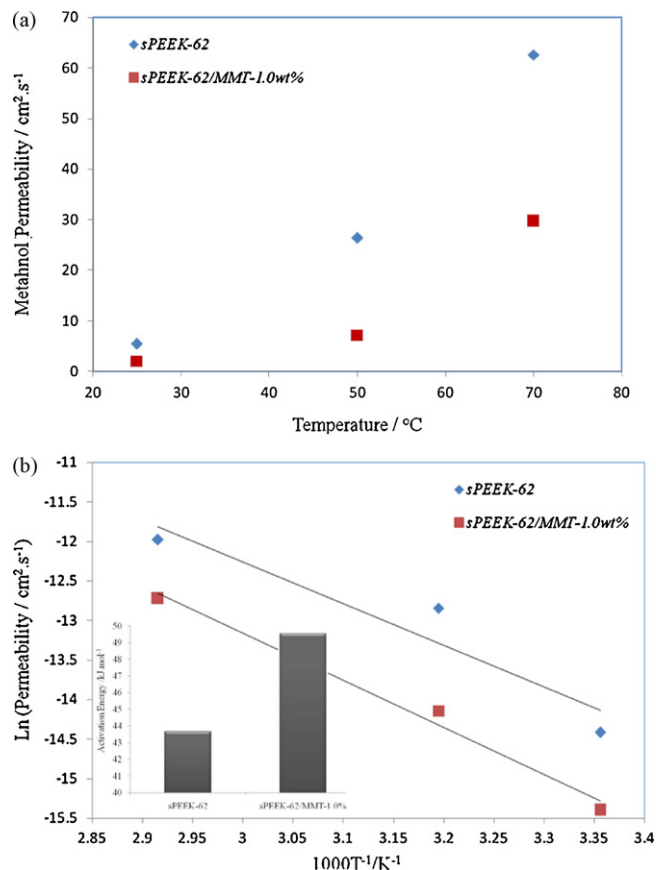 (a)
70
60
50
40
30
20
10
0
Metahnol Permeability / cm².s⁻¹
sPEEK-62
sPEEK-62/MMT-1.0wt%
20 30 40 50 60 70 80
Temperature / °C
(b)
-11
-11.5
-12
-12.5
-13
-13.5
-14
-14.5
-15
-15.5
Ln (Permeability / cm².s⁻¹)
sPEEK-62
sPEEK-62/MMT-1.0wt%
50
49
48
47
46
45
44
43
42
41
40
Activation Energy /kJ mol⁻¹
sPEEK-62 sPEEK-62/MMT-1.0%
2.85 2.9 2.95 3 3.05 3.1 3.15 3.2 3.25 3.3 3.35 3.4
1000T⁻¹/K⁻¹